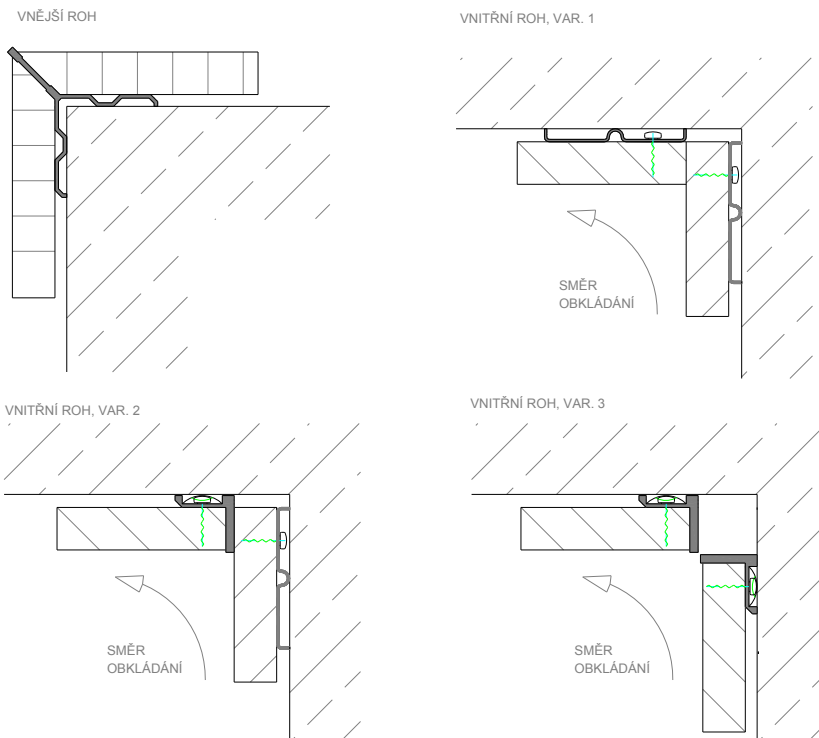 VNĚJŠÍ ROH
VNITŘNÍ ROH, VAR. 1
SMĚR
OBKLÁDÁNÍ
VNITŘNÍ ROH, VAR. 2
SMĚR
OBKLÁDÁNÍ
VNITŘNÍ ROH, VAR. 3
SMĚR
OBKLÁDÁNÍ